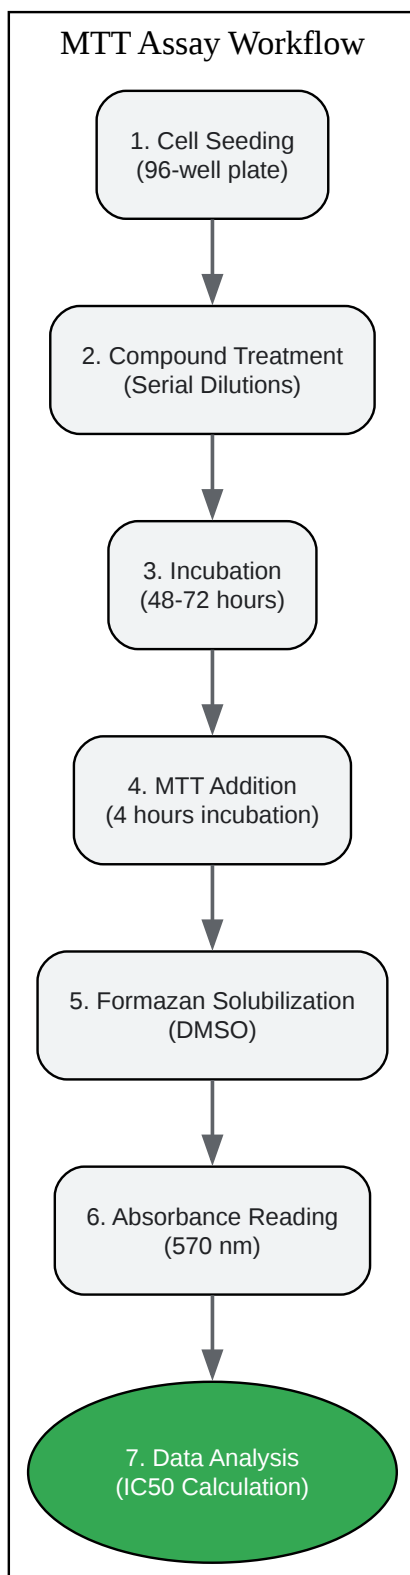 MTT Assay Workflow
1. Cell Seeding
(96-well plate)
2. Compound Treatment
(Serial Dilutions)
3. Incubation
(48-72 hours)
4. MTT Addition
(4 hours incubation)
5. Formazan Solubilization
(DMSO)
6. Absorbance Reading
(570 nm)
7. Data Analysis
(IC50 Calculation)